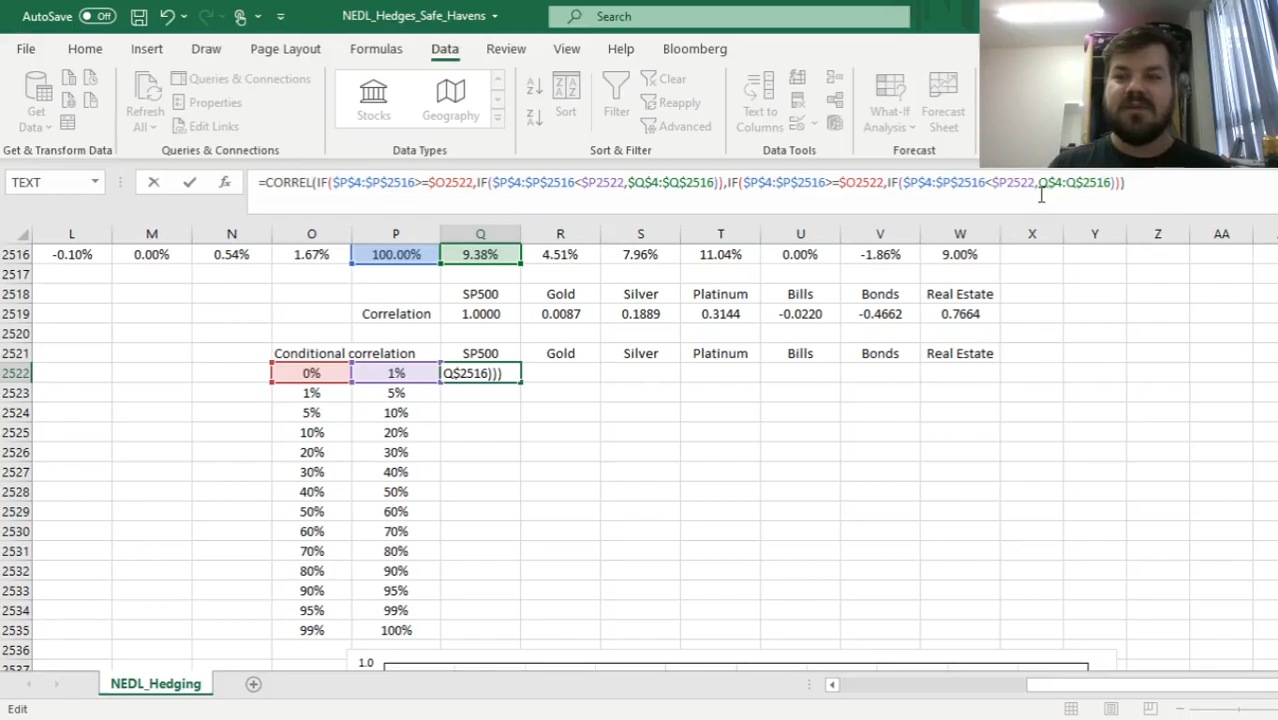 AutoSave Off NEDL_Hedges_Safe_Havens Search
File Home Insert Draw Page Layout Formulas Data Review View Help Bloomberg
Get Data
Refresh All
Queries & Connections
Properties
Edit Links
Stocks Geography
Sort
Filter
Clear
Reapply
Advanced
Text to Columns
What-If Analysis
Forecast Sheet
Get & Transform Data Queries & Connections Data Types Sort & Filter Data Tools Forecast
TEXT fx =CORREL(IF($P$4:$P$2516>=$O2522,IF($P$4:$P$2516<$P2522,$Q$4:$Q$2516)),IF($P$4:$P$2516>=$O2522,IF($P$4:$P$2516<$P2522,Q$4:Q$2516)))
L M N O P Q R S T U V W X Y Z AA
2516 -0.10% 0.00% 0.54% 1.67% 100.00% 9.38% 4.51% 7.96% 11.04% 0.00% -1.86% 9.00%
2517
2518 SP500 Gold Silver Platinum Bills Bonds Real Estate
2519 Correlation 1.0000 0.0087 0.1889 0.3144 -0.0220 -0.4662 0.7664
2520
2521 Conditional correlation SP500 Gold Silver Platinum Bills Bonds Real Estate
2522 0% 1% Q$2516)))
2523 1% 5%
2524 5% 10%
2525 10% 20%
2526 20% 30%
2527 30% 40%
2528 40% 50%
2529 50% 60%
2530 60% 70%
2531 70% 80%
2532 80% 90%
2533 90% 95%
2534 95% 99%
2535 99% 100%
2536
2537 1.0
NEDL_Hedging
Edit